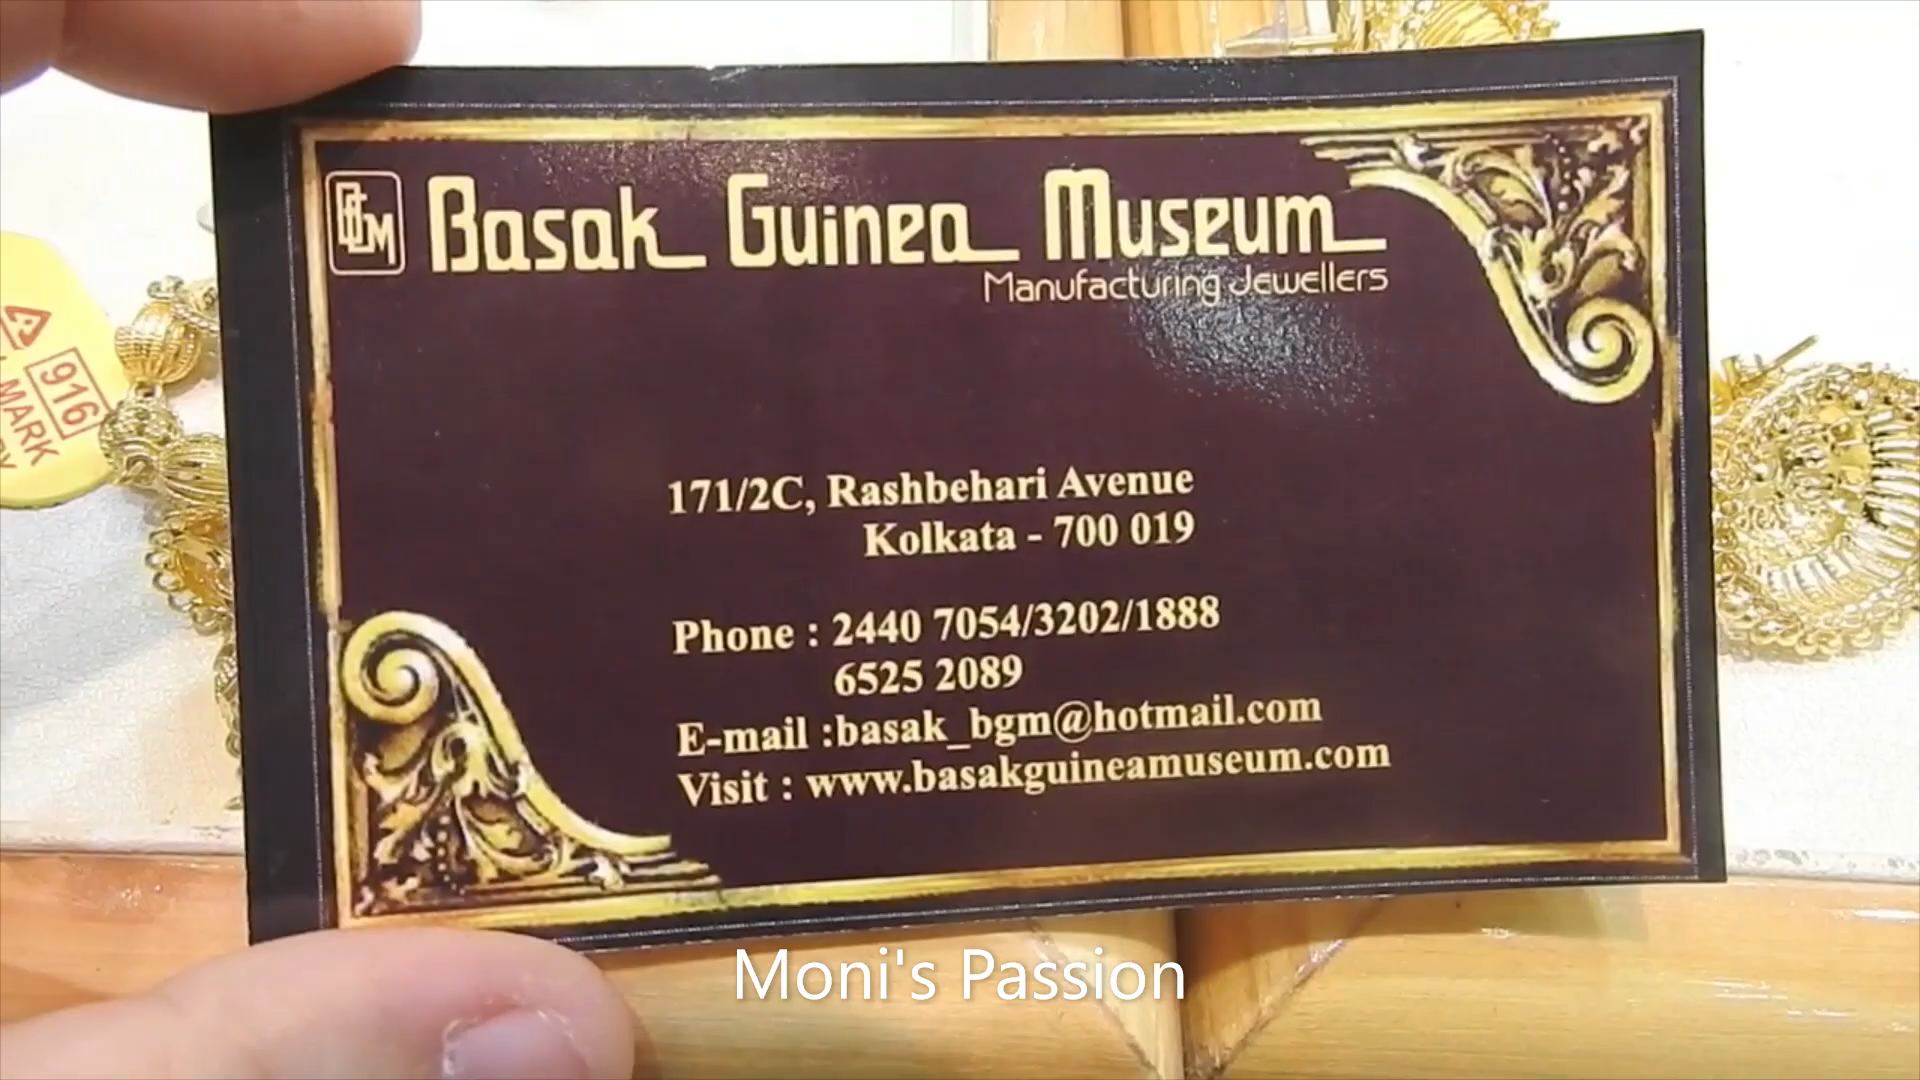 BGM
Basak Guinea Museum
Manufacturing Jewellers
171/2C, Rashbehari Avenue
Kolkata - 700 019
Phone : 2440 7054/3202/1888
6525 2089
E-mail :basak_bgm@hotmail.com
Visit : www.basakguineamuseum.com
916
MARK
Moni's Passion